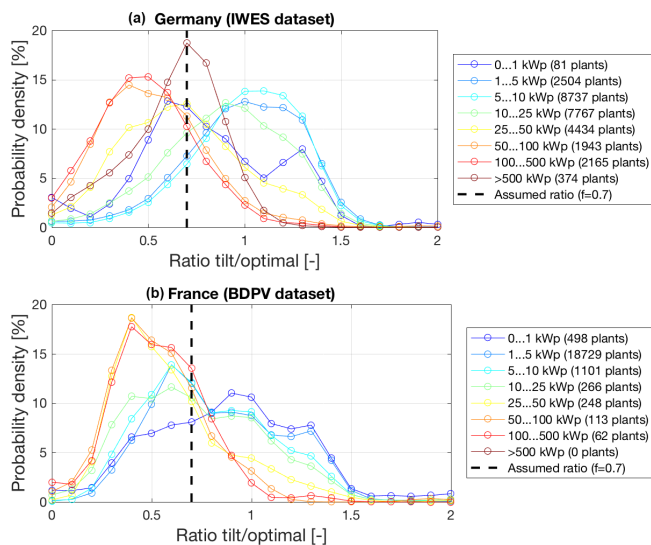 (a) Germany (IWES dataset)
20
15
10
5
0
Probability density [%]
0 0.5 1 1.5 2
Ratio tilt/optimal [-]
0...1 kWp (81 plants)
1...5 kWp (2504 plants)
5...10 kWp (8737 plants)
10...25 kWp (7767 plants)
25...50 kWp (4434 plants)
50...100 kWp (1943 plants)
100...500 kWp (2165 plants)
>500 kWp (374 plants)
Assumed ratio (f=0.7)
(b) France (BDPV dataset)
20
15
10
5
0
Probability density [%]
0 0.5 1 1.5 2
Ratio tilt/optimal [-]
0...1 kWp (498 plants)
1...5 kWp (18729 plants)
5...10 kWp (1101 plants)
10...25 kWp (266 plants)
25...50 kWp (248 plants)
50...100 kWp (113 plants)
100...500 kWp (62 plants)
>500 kWp (0 plants)
Assumed ratio (f=0.7)